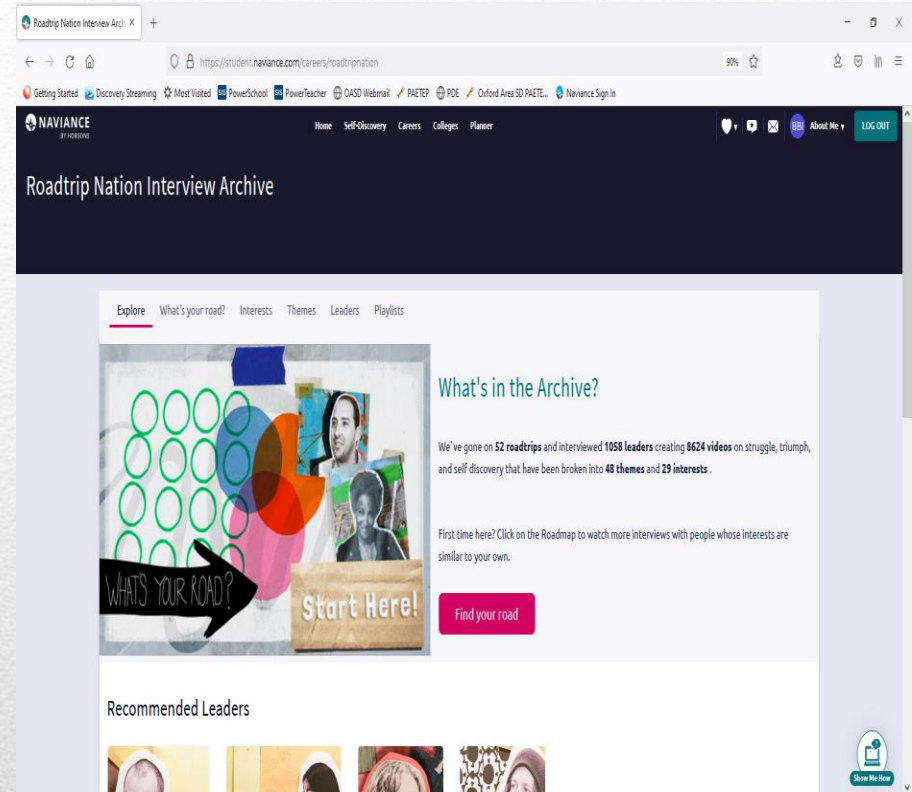 Roadtrip Nation Interview Archi X +
https://student.naviance.com/careers/roadtripnation 90%
Getting Started Discovery Streaming Most Visited PowerSchool PowerTeacher OASD Webmail PAETEP PDE Oxford Area SD PAETE... Naviance Sign In
NAVIANCE
BY HOBSONS
Home Self-Discovery Careers Colleges Planner
BBI About Me LOG OUT
Roadtrip Nation Interview Archive
Explore What's your road? Interests Themes Leaders Playlists
WHAT'S YOUR ROAD?
Start Here!
What's in the Archive?
We've gone on 52 roadtrips and interviewed 1058 leaders creating 8624 videos on struggle, triumph,
and self discovery that have been broken into 48 themes and 29 interests .
First time here? Click on the Roadmap to watch more interviews with people whose interests are
similar to your own.
Find your road
Recommended Leaders
Show Me How